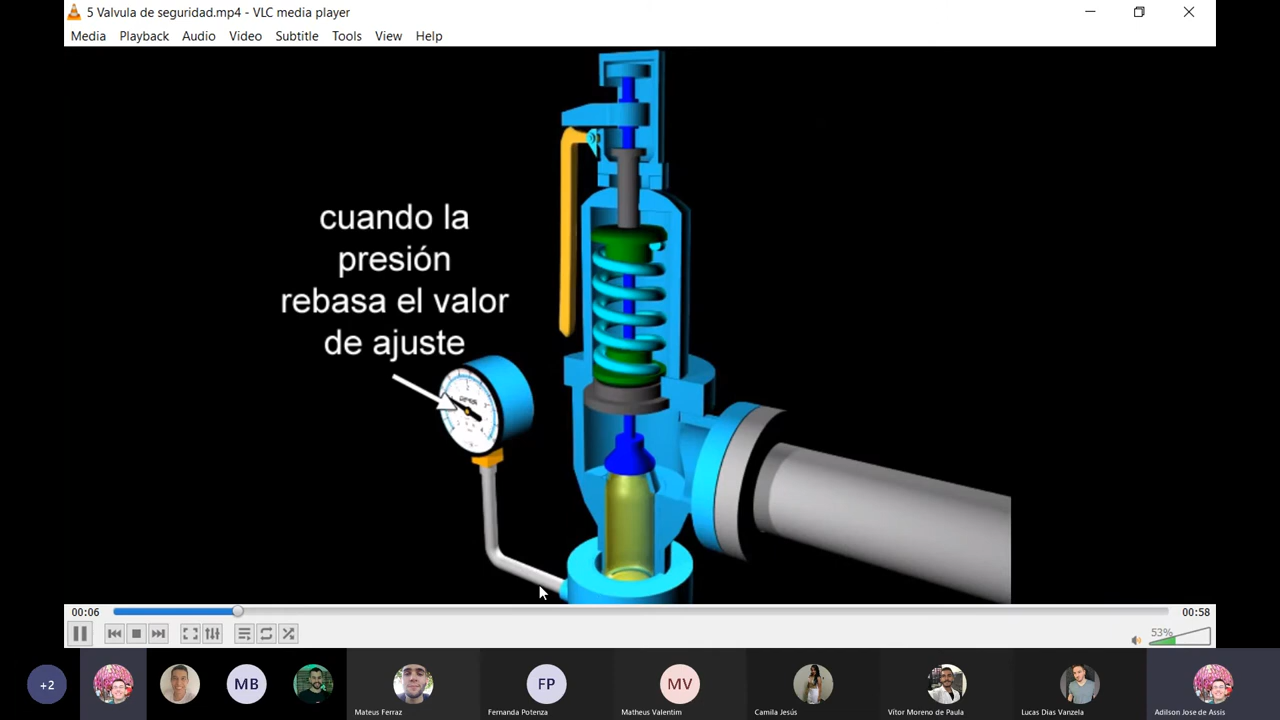 5 Valvula de seguridad.mp4 - VLC media player
Media Playback Audio Video Subtitle Tools View Help
cuando la
presión
rebasa el valor
de ajuste
00:06
00:58
53%
+2
MB
FP
MV
Mateus Ferraz
Fernanda Potenza
Matheus Valentim
Camila Jesús
Vítor Moreno de Paula
Lucas Dias Vanzela
Adilson Jose de Assis